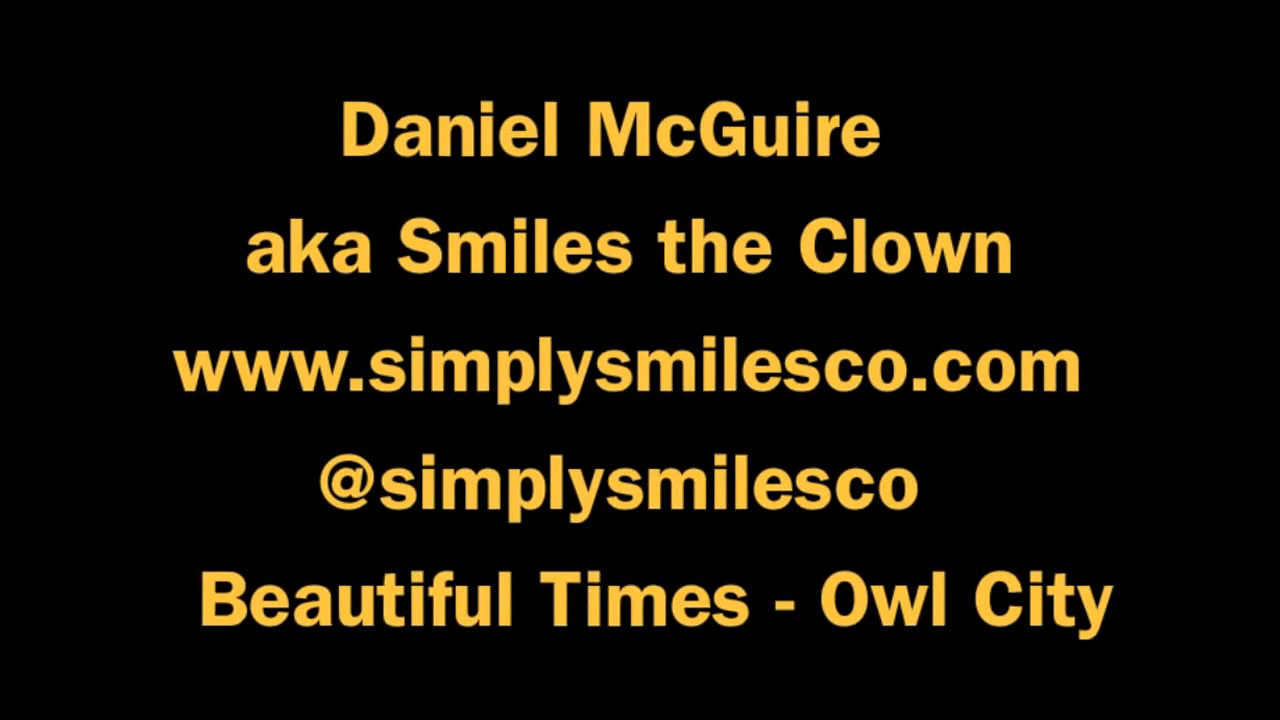 Daniel McGuire
aka Smiles the Clown
www.simplysmilesco.com
@simplysmilesco
Beautiful Times - Owl City